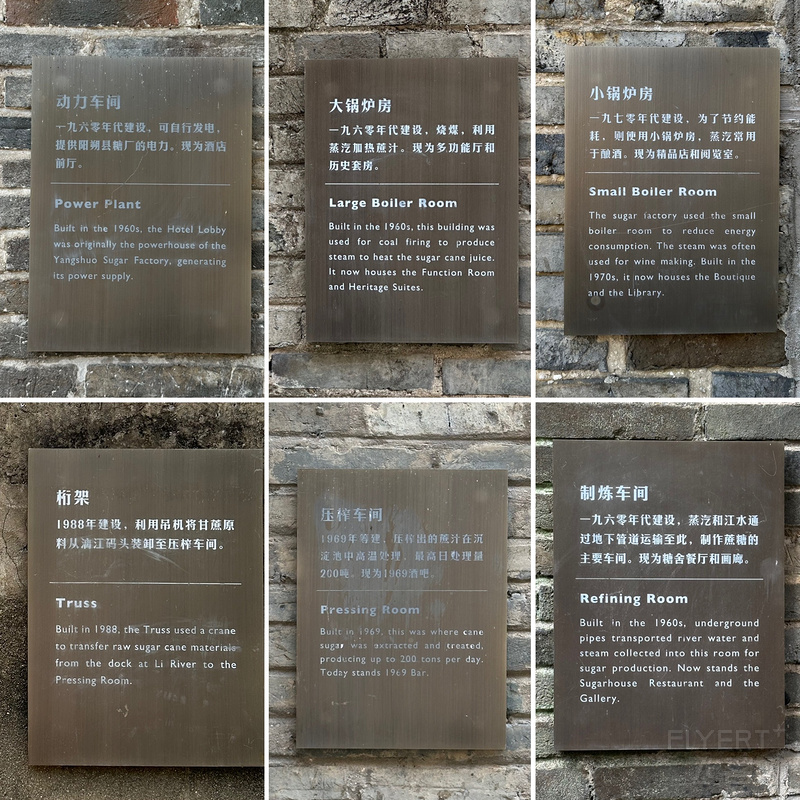 动力车间
一九六零年代建设，可自行发电，
提供阳朔县糖厂的电力。现为酒店
前厅。
Power Plant
Built in the 1960s, the Hotel Lobby
was originally the powerhouse of the
Yangshuo Sugar Factory, generating
its power supply.
大锅炉房
一九六零年代建设，烧煤，利用
蒸汽加热蔗汁。现为多功能厅和
历史套房。
Large Boiler Room
Built in the 1960s, this building was
used for coal firing to produce
steam to heat the sugar cane juice.
It now houses the Function Room
and Heritage Suites.
小锅炉房
一九七零年代建设，为了节约能
耗，则使用小锅炉房，蒸汽常用
于酿酒。现为精品店和阅览室。
Small Boiler Room
The sugar factory used the small
boiler room to reduce energy
consumption. The steam was often
used for wine making. Built in the
1970s, it now houses the Boutique
and the Library.
桁架
1988年建设，利用吊机将甘蔗原
料从漓江码头装卸至压榨车间。
Truss
Built in 1988, the Truss used a crane
to transfer raw sugar cane materials
from the dock at Li River to the
Pressing Room.
压榨车间
1969年筹建，压榨出的蔗汁在沉
淀池中高温处理，最高日处理量
200吨。现为1969酒吧。
Pressing Room
Built in 1969, this was where cane
sugar was extracted and treated,
producing up to 200 tons per day.
Today stands 1969 Bar.
制炼车间
一九六零年代建设，蒸汽和江水通
过地下管道运输至此，制作蔗糖的
主要车间。现为糖舍餐厅和画廊。
Refining Room
Built in the 1960s, underground
pipes transported river water and
steam collected into this room for
sugar production. Now stands the
Sugarhouse Restaurant and the
Gallery.
FLYERT